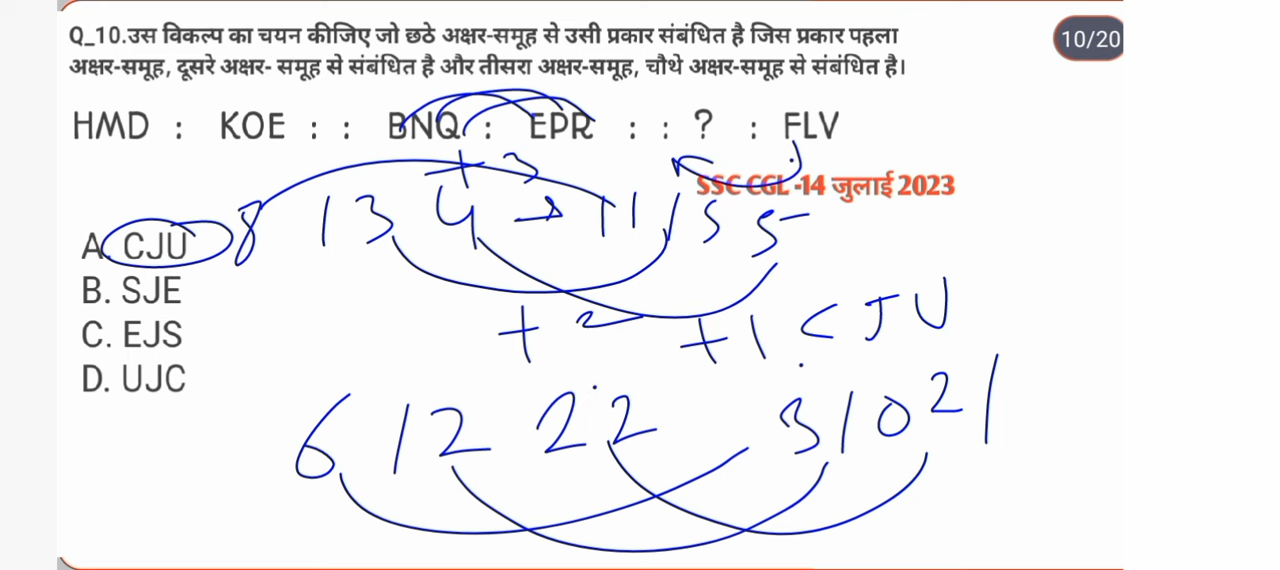 Q_10.उस विकल्प का चयन कीजिए जो छठे अक्षर-समूह से उसी प्रकार संबंधित है जिस प्रकार पहला
10/20
अक्षर-समूह, दूसरे अक्षर- समूह से संबंधित है और तीसरा अक्षर-समूह, चौथे अक्षर-समूह से संबंधित है।
HMD : KOE : : BNQ : EPR : : ? : FLV
+3
SSC CGL -14 जुलाई 2023
8 13 4 → 11 15 5
A. CJU
B. SJE
+2 +1 CJU
C. EJS
D. UJC
6 12 22 3 10 21